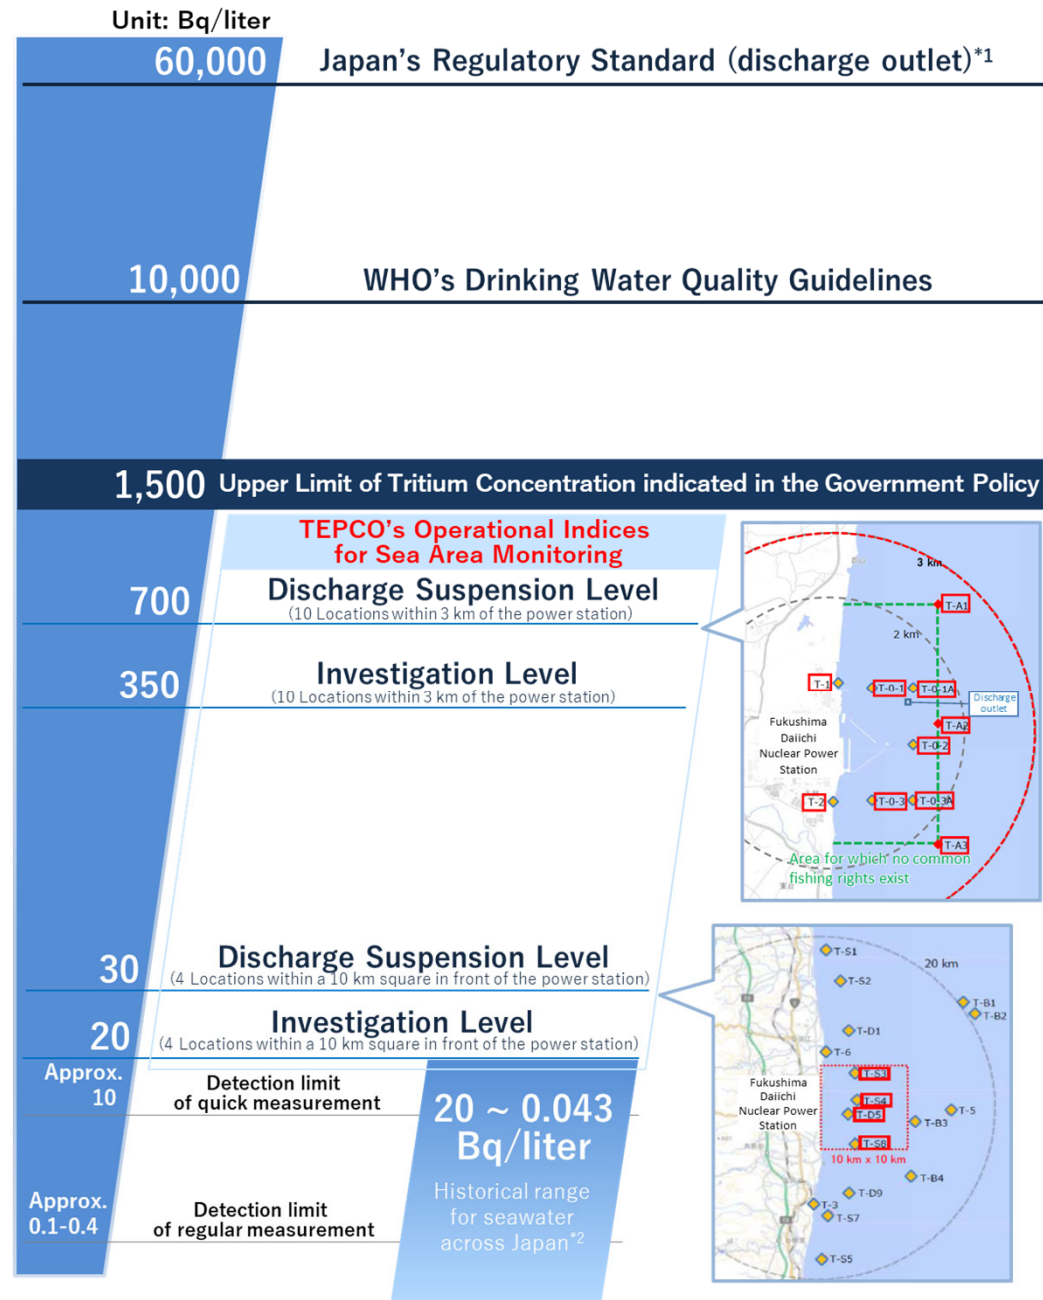 Unit: Bq/liter
60,000
Japan's Regulatory Standard (discharge outlet)*1
10,000
WHO's Drinking Water Quality Guidelines
1,500
Upper Limit of Tritium Concentration indicated in the Government Policy
TEPCO's Operational Indices
for Sea Area Monitoring
700
Discharge Suspension Level
(10 Locations within 3 km of the power station)
350
Investigation Level
(10 Locations within 3 km of the power station)
3 km
T-A1
2 km
T-1
T-0-1
T-0-1A
Discharge
outlet
T-A2
Fukushima
Daiichi
Nuclear Power
Station
T-0-2
T-2
T-0-3
T-0-3A
T-A3
Area for which no common
fishing rights exist
30
Discharge Suspension Level
(4 Locations within a 10 km square in front of the power station)
20
Investigation Level
(4 Locations within a 10 km square in front of the power station)
Approx.
10
Detection limit
of quick measurement
20 ~ 0.043
Bq/liter
Historical range
for seawater
across Japan*2
Approx.
0.1-0.4
Detection limit
of regular measurement
T-S1
20 km
T-S2
T-B1
T-B2
T-D1
T-6
T-S3
Fukushima
Daiichi
Nuclear Power
Station
T-S4
T-D5
T-5
T-B3
T-S8
10 km x 10 km
T-B4
T-D9
T-3
T-S7
T-S5